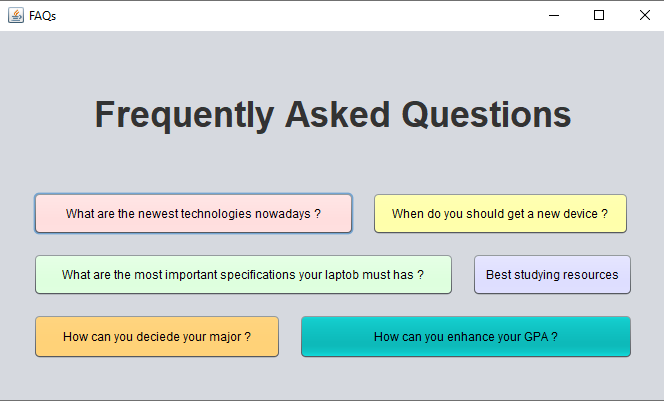 FAQs
Frequently Asked Questions
What are the newest technologies nowadays ?
When do you should get a new device ?
What are the most important specifications your laptob must has ?
Best studying resources
How can you deciede your major ?
How can you enhance your GPA ?